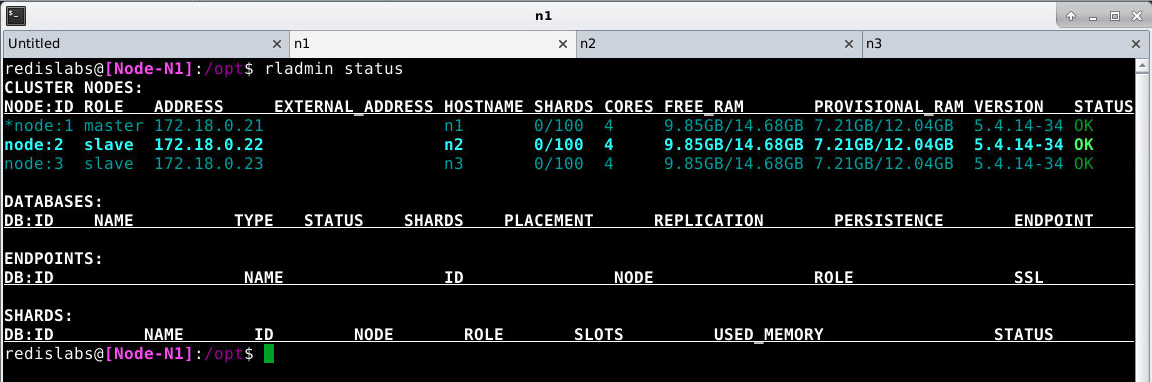 n1
Untitled n1 n2 n3
redislabs@[Node-N1]:/opt$ rladmin status
CLUSTER NODES:
NODE:ID ROLE ADDRESS EXTERNAL_ADDRESS HOSTNAME SHARDS CORES FREE_RAM PROVISIONAL_RAM VERSION STATUS
*node:1 master 172.18.0.21 n1 0/100 4 9.85GB/14.68GB 7.21GB/12.04GB 5.4.14-34 OK
node:2 slave 172.18.0.22 n2 0/100 4 9.85GB/14.68GB 7.21GB/12.04GB 5.4.14-34 OK
node:3 slave 172.18.0.23 n3 0/100 4 9.85GB/14.68GB 7.21GB/12.04GB 5.4.14-34 OK
DATABASES:
DB:ID NAME TYPE STATUS SHARDS PLACEMENT REPLICATION PERSISTENCE ENDPOINT
ENDPOINTS:
DB:ID NAME ID NODE ROLE SSL
SHARDS:
DB:ID NAME ID NODE ROLE SLOTS USED_MEMORY STATUS
redislabs@[Node-N1]:/opt$